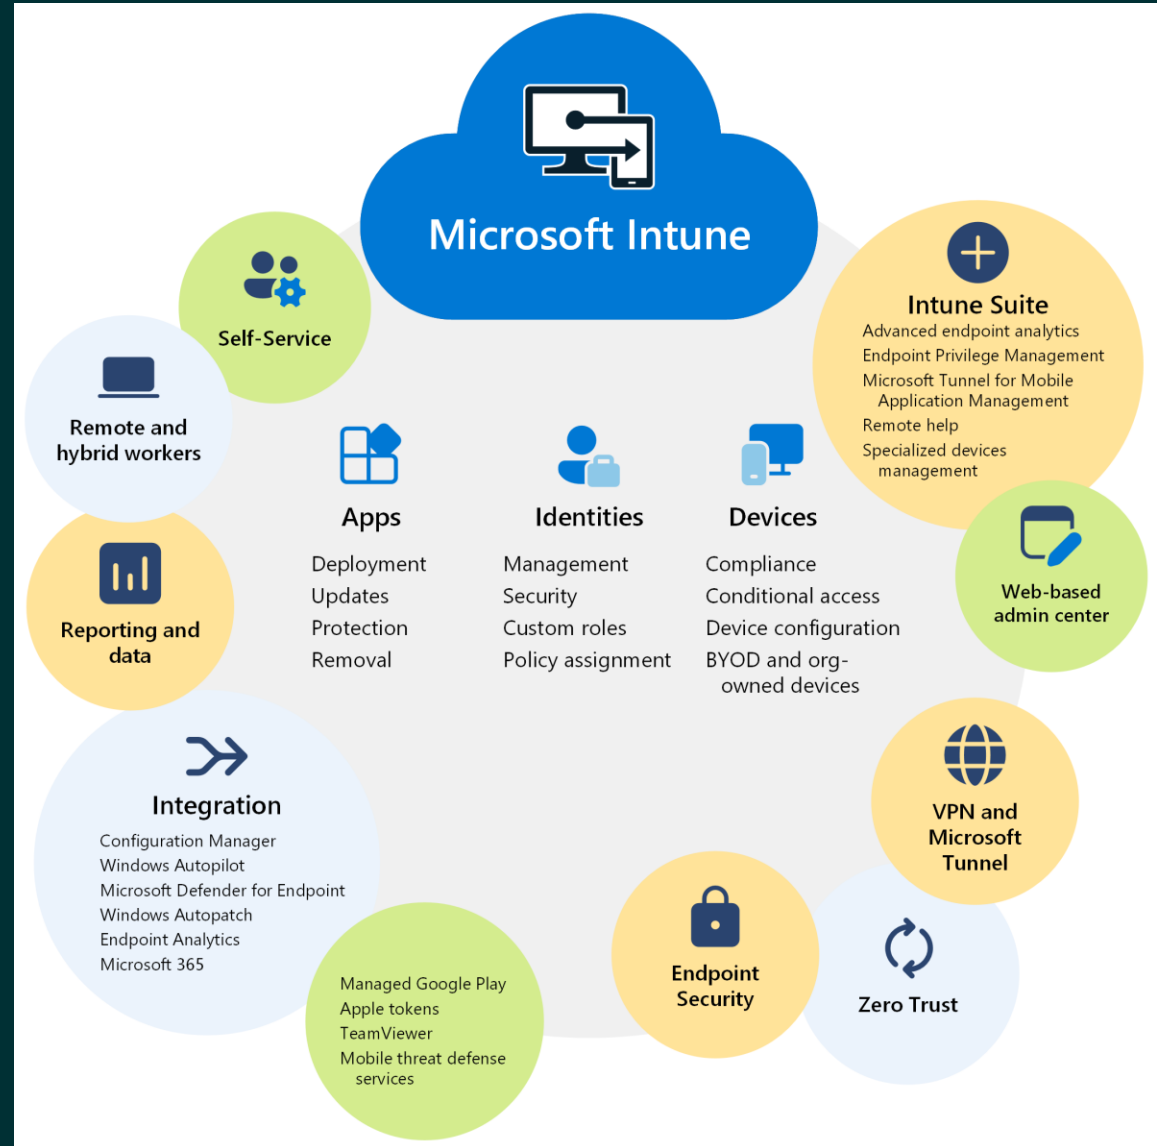 Microsoft Intune
Self-Service
Remote and
hybrid workers
Reporting and
data
Integration
Configuration Manager
Windows Autopilot
Microsoft Defender for Endpoint
Windows Autopatch
Endpoint Analytics
Microsoft 365
Managed Google Play
Apple tokens
TeamViewer
Mobile threat defense
services
Apps
Deployment
Updates
Protection
Removal
Identities
Management
Security
Custom roles
Policy assignment
Devices
Compliance
Conditional access
Device configuration
BYOD and org-
owned devices
Intune Suite
Advanced endpoint analytics
Endpoint Privilege Management
Microsoft Tunnel for Mobile
Application Management
Remote help
Specialized devices
management
Web-based
admin center
VPN and
Microsoft
Tunnel
Zero Trust
Endpoint
Security